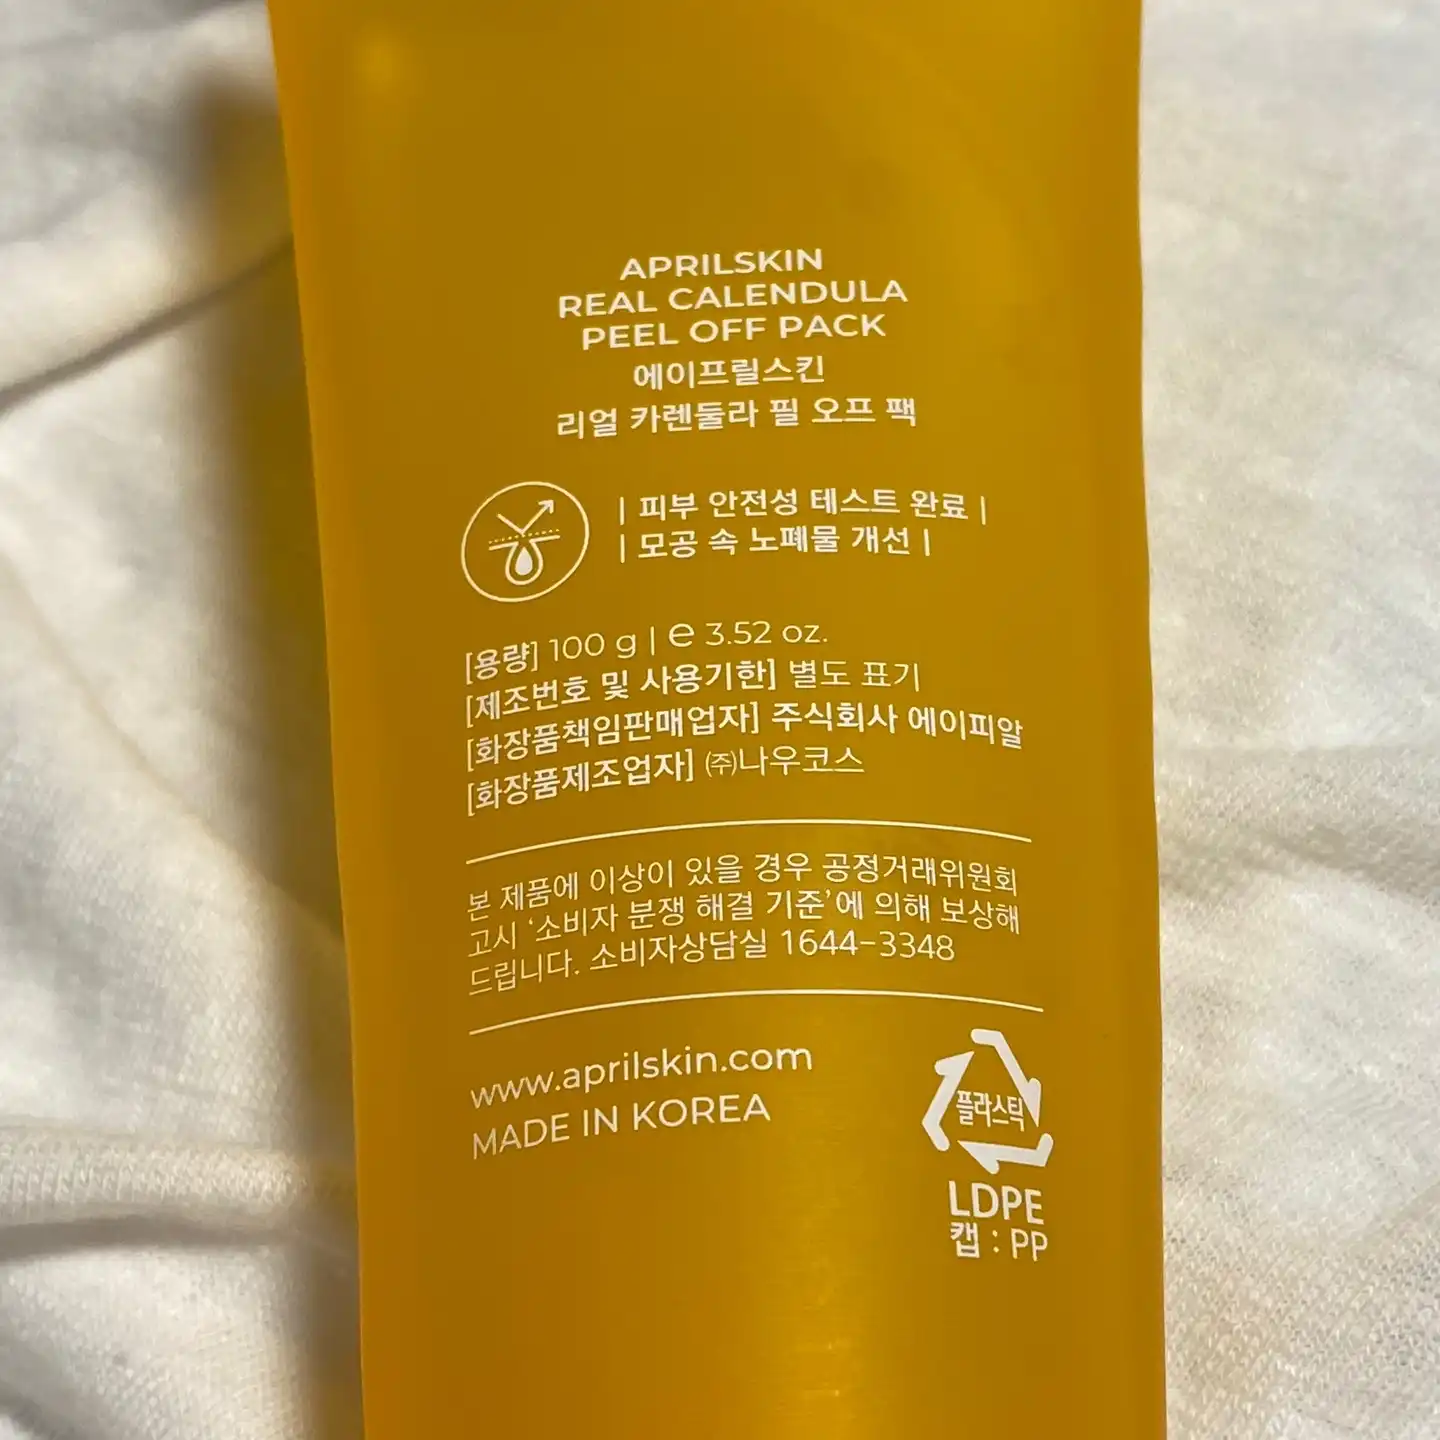 APRILSKIN
REAL CALENDULA
PEEL OFF PACK
에이프릴스킨
리얼 카렌둘라 필 오프 팩
| 피부 안전성 테스트 완료 |
| 모공 속 노폐물 개선 |
[용량] 100 g | e 3.52 oz.
[제조번호 및 사용기한] 별도 표기
[화장품책임판매업자] 주식회사 에이피알
[화장품제조업자] ㈜나우코스
본 제품에 이상이 있을 경우 공정거래위원회
고시 '소비자 분쟁 해결 기준'에 의해 보상해
드립니다. 소비자상담실 1644-3348
www.aprilskin.com
MADE IN KOREA
플라스틱
LDPE
캡 : PP